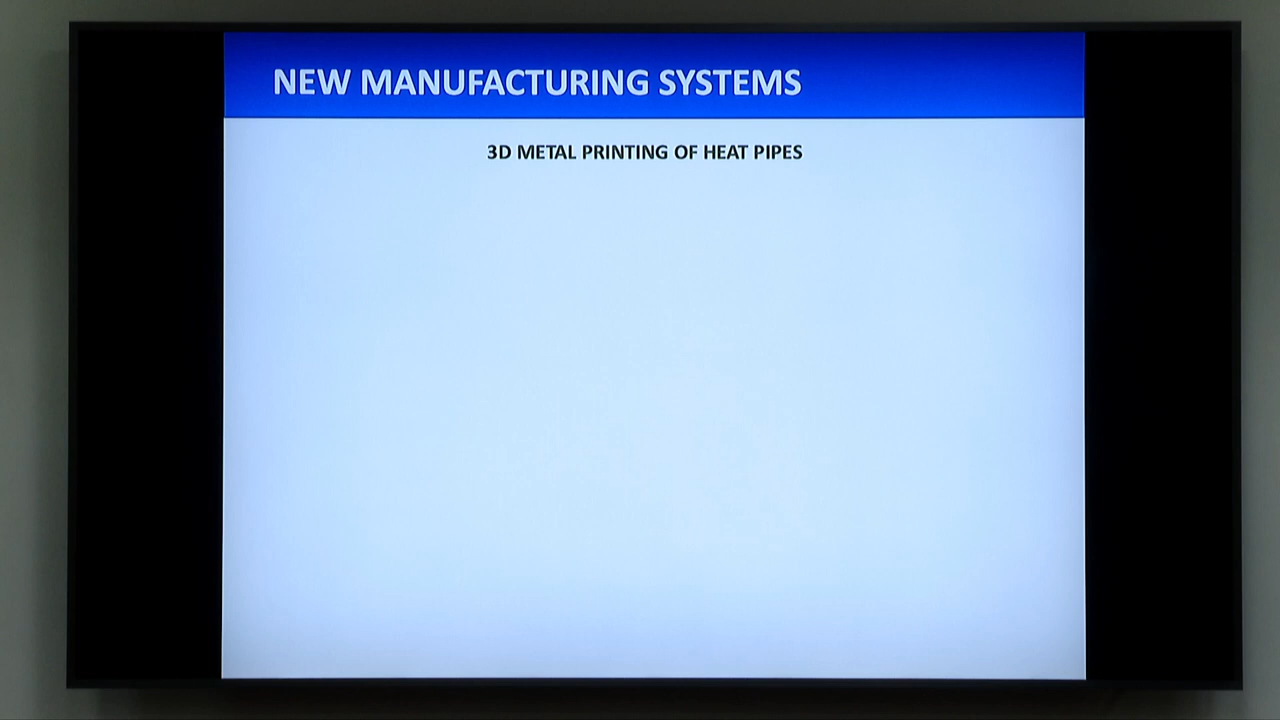 NEW MANUFACTURING SYSTEMS
3D METAL PRINTING OF HEAT PIPES